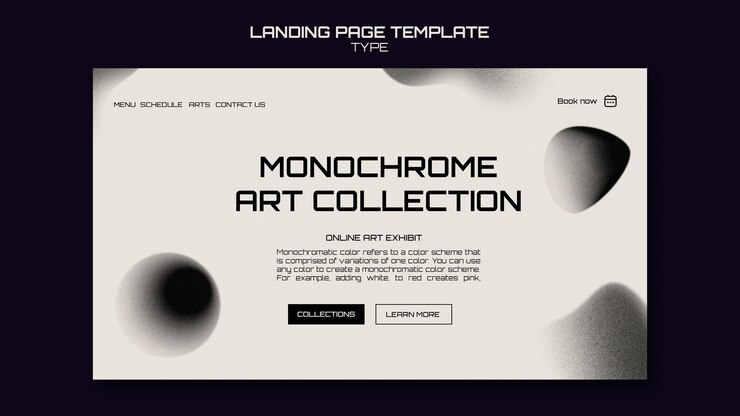 LANDING PAGE TEMPLATE
TYPE
MENU SCHEDULE ARTS CONTACT US
Book now
MONOCHROME
ART COLLECTION
ONLINE ART EXHIBIT
Monochromatic color refers to a color scheme that
is comprised of variations of one color. You can use
any color to create a monochromatic color scheme.
For example, adding white, to red creates pink,
COLLECTIONS
LEARN MORE